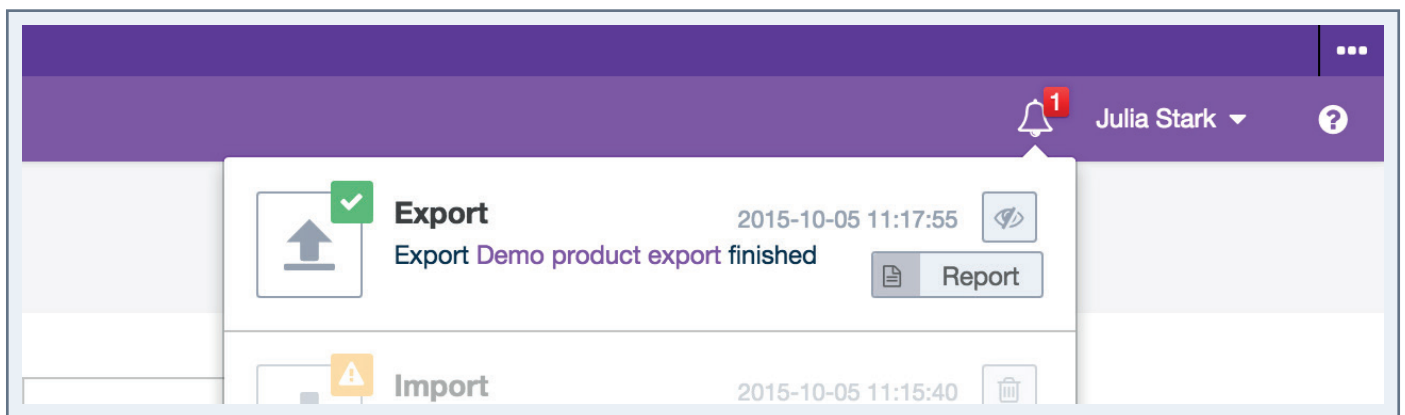 1
Julia Stark
Export
2015-10-05 11:17:55
Export Demo product export finished
Report
Import
2015-10-05 11:15:40